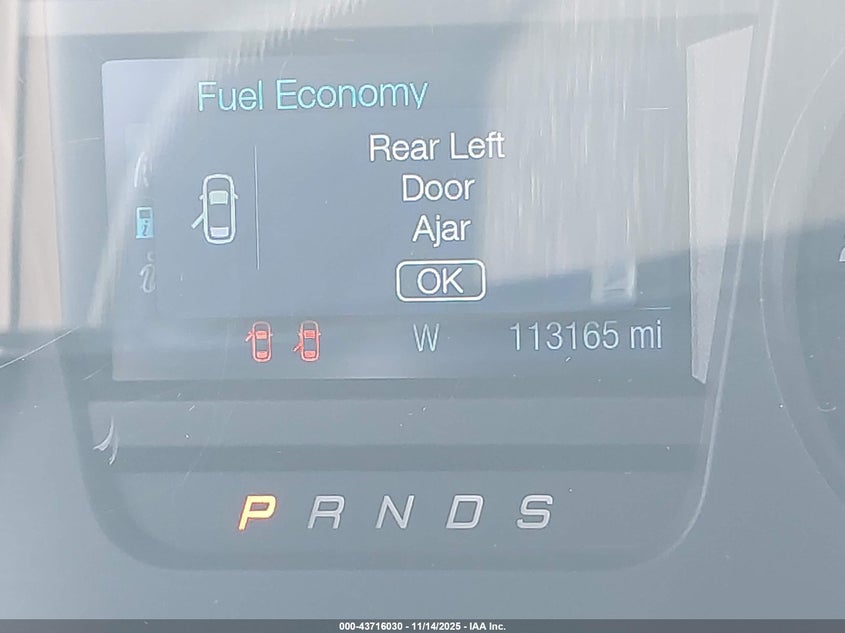 Fuel Economy
Rear Left
Door
Ajar
OK
i
i
W
113165 mi
P R N D S
000-43716030 - 11/14/2025 - IAA Inc.